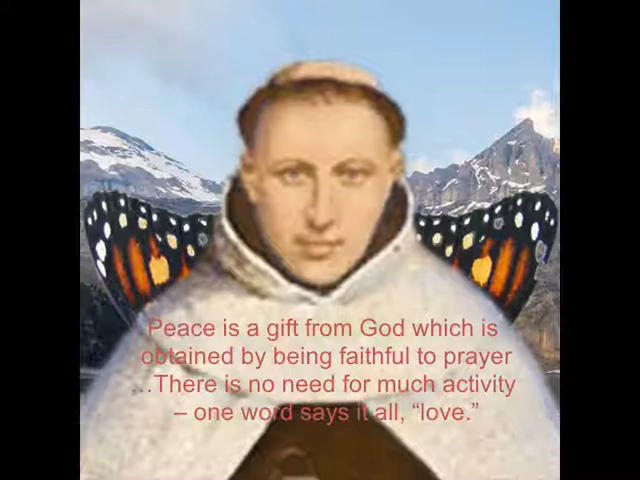 Peace is a gift from God which is
obtained by being faithful to prayer
…There is no need for much activity
– one word says it all, “love.”